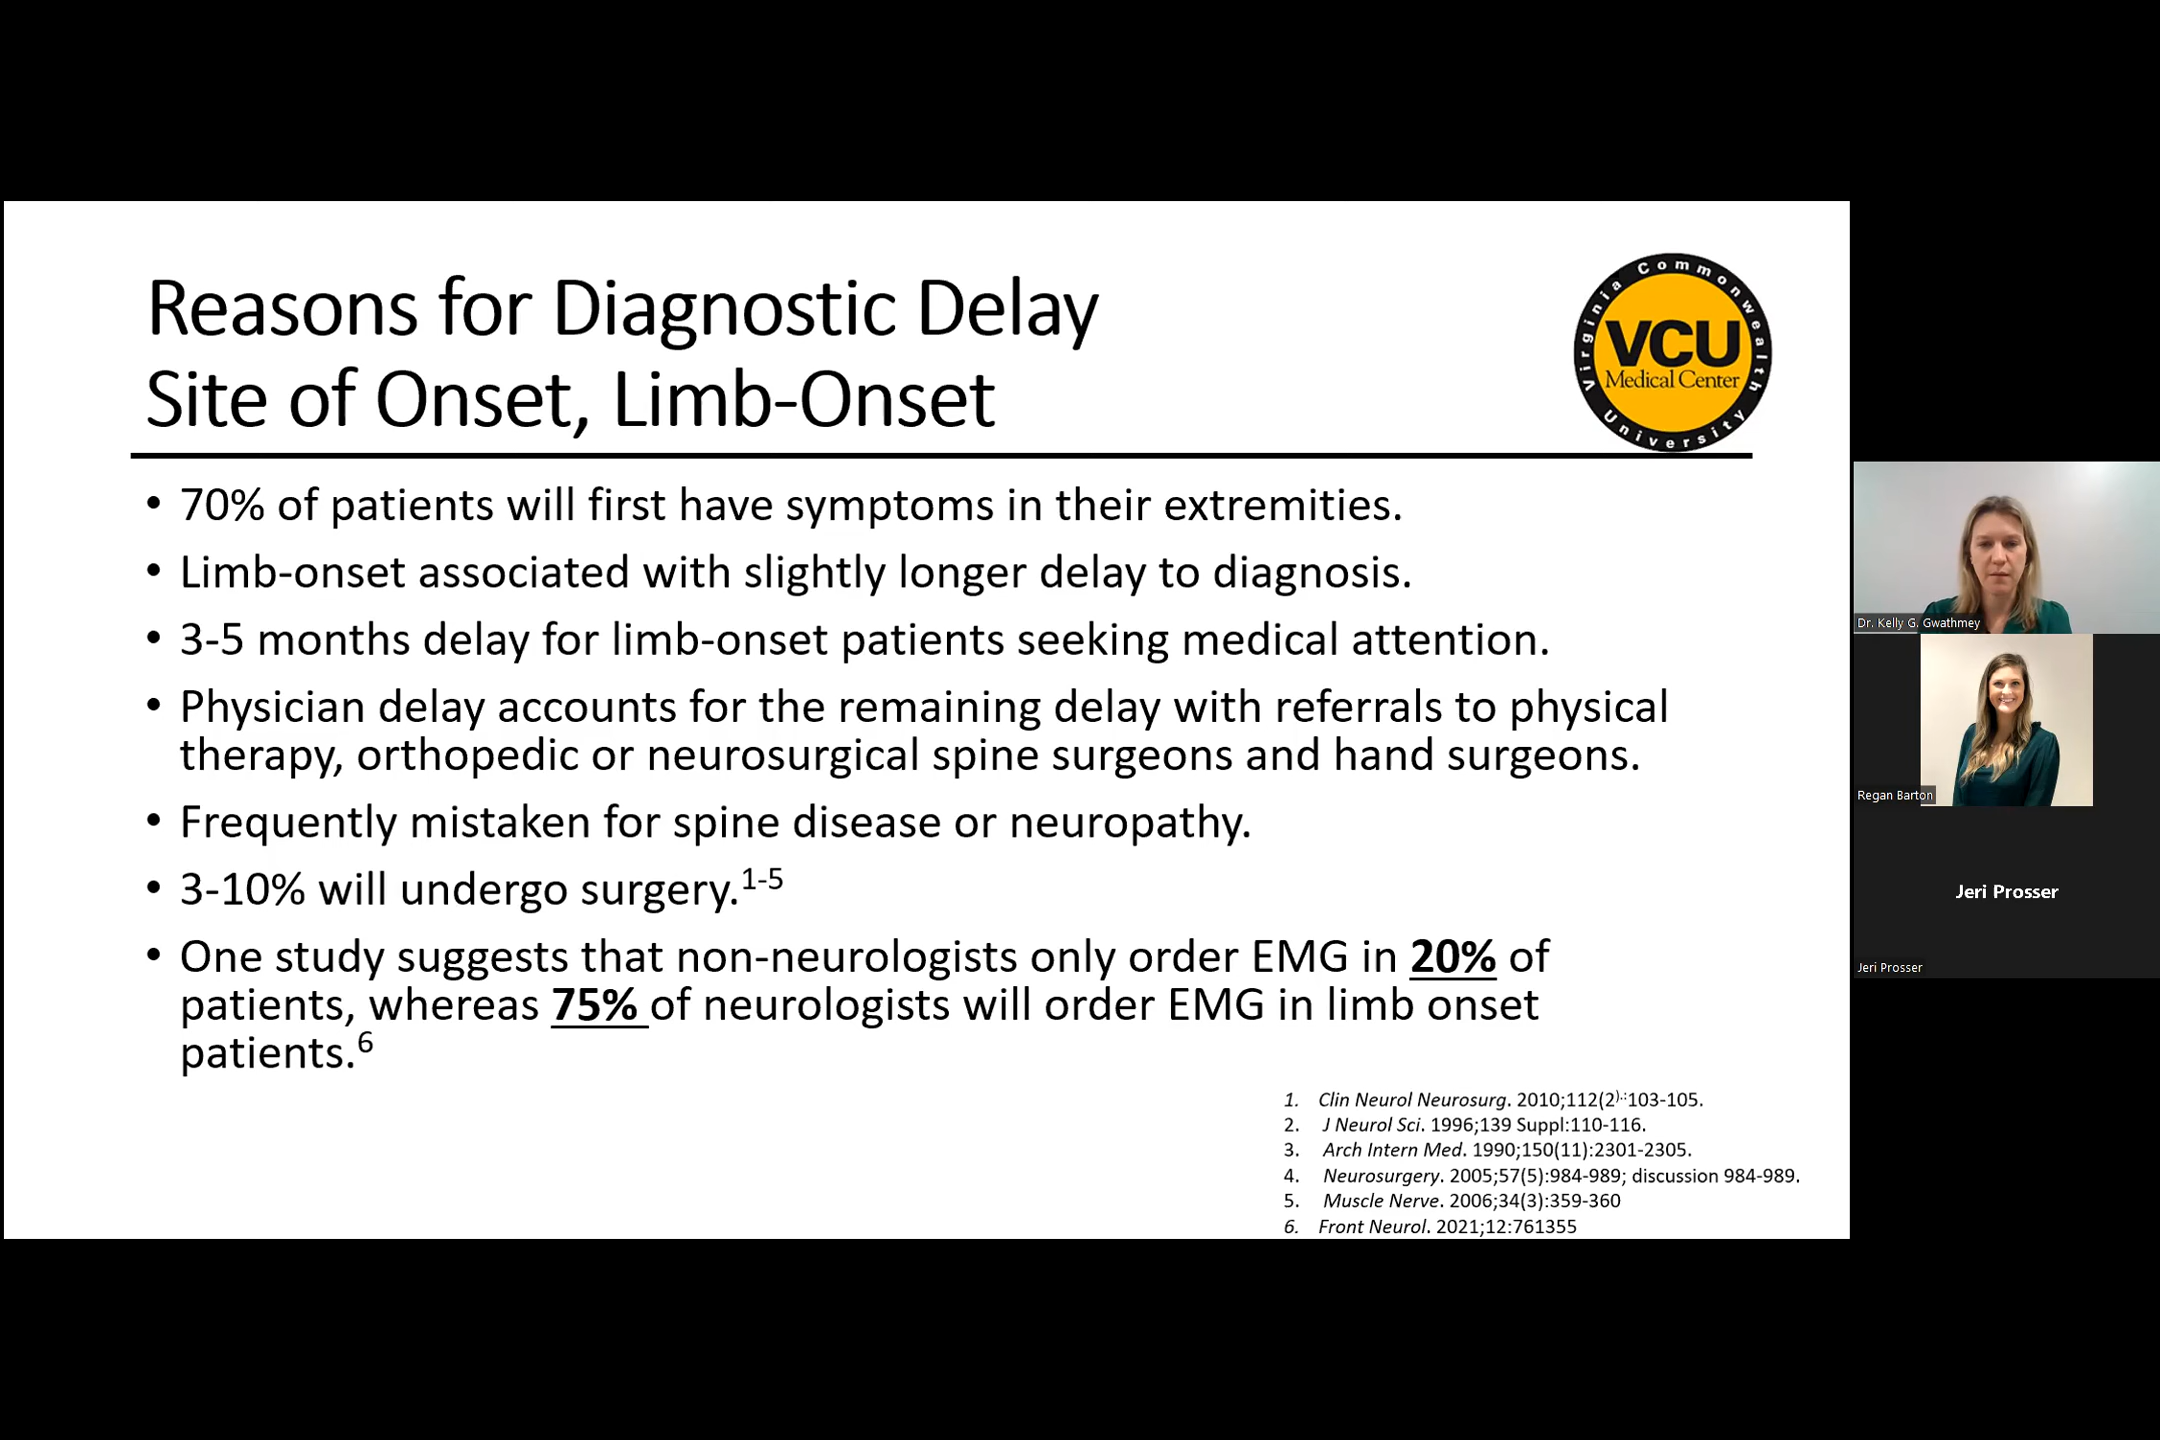 Reasons for Diagnostic Delay
Site of Onset, Limb-Onset
Virginia Commonwealth University
VCU
Medical Center
• 70% of patients will first have symptoms in their extremities.
• Limb-onset associated with slightly longer delay to diagnosis.
• 3-5 months delay for limb-onset patients seeking medical attention.
• Physician delay accounts for the remaining delay with referrals to physical
therapy, orthopedic or neurosurgical spine surgeons and hand surgeons.
• Frequently mistaken for spine disease or neuropathy.
• 3-10% will undergo surgery.1-5
• One study suggests that non-neurologists only order EMG in 20% of
patients, whereas 75% of neurologists will order EMG in limb onset
patients.6
1. Clin Neurol Neurosurg. 2010;112(2).:103-105.
2. J Neurol Sci. 1996;139 Suppl:110-116.
3. Arch Intern Med. 1990;150(11):2301-2305.
4. Neurosurgery. 2005;57(5):984-989; discussion 984-989.
5. Muscle Nerve. 2006;34(3):359-360
6. Front Neurol. 2021;12:761355
Dr. Kelly G. Gwathmey
Regan Barton
Jeri Prosser
Jeri Prosser